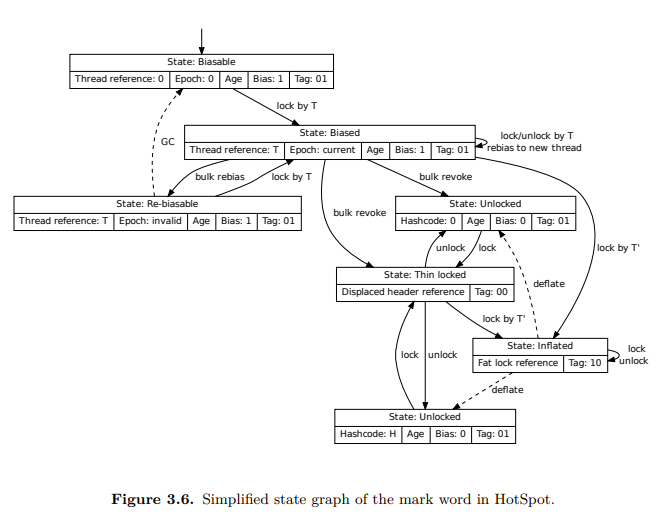 State: Biasable
Thread reference: 0 Epoch: 0 Age Bias: 1 Tag: 01
lock by T
State: Biased
Thread reference: T Epoch: current Age Bias: 1 Tag: 01
lock/unlock by T
rebias to new thread
GC
bulk rebias
lock by T
bulk revoke
State: Re-biasable
Thread reference: T Epoch: invalid Age Bias: 1 Tag: 01
State: Unlocked
Hashcode: 0 Age Bias: 0 Tag: 01
bulk revoke
unlock
lock
lock by T'
State: Thin locked
Displaced header reference Tag: 00
deflate
lock by T'
State: Inflated
Fat lock reference Tag: 10
lock
unlock
lock
unlock
deflate
State: Unlocked
Hashcode: H Age Bias: 0 Tag: 01
Figure 3.6. Simplified state graph of the mark word in HotSpot.